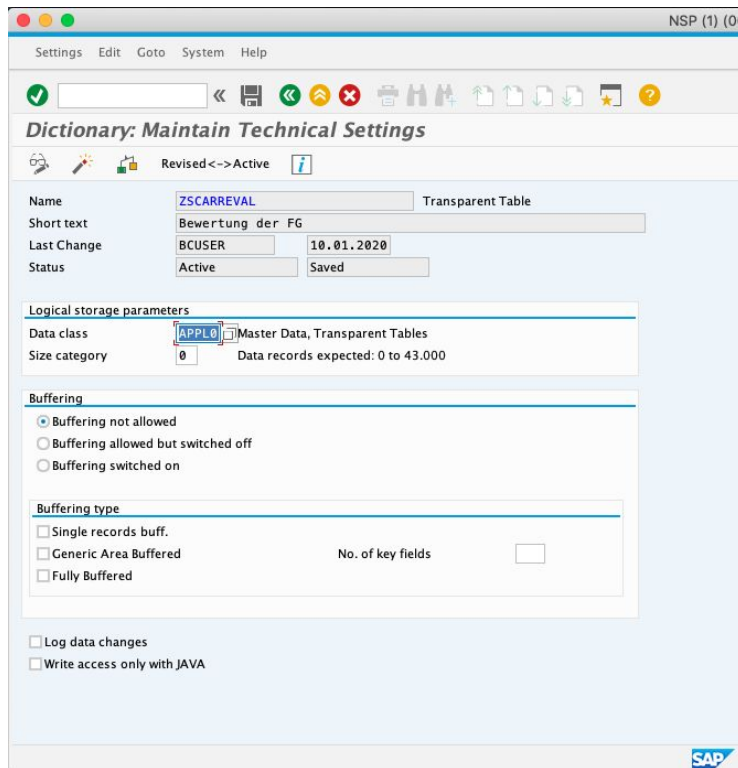 NSP (1) (0
Settings Edit Goto System Help
Dictionary: Maintain Technical Settings
Revised<->Active
Name ZSCARREVAL Transparent Table
Short text Bewertung der FG
Last Change BCUSER 10.01.2020
Status Active Saved
Logical storage parameters
Data class APPL0 Master Data, Transparent Tables
Size category 0 Data records expected: 0 to 43.000
Buffering
Buffering not allowed
Buffering allowed but switched off
Buffering switched on
Buffering type
Single records buff.
Generic Area Buffered No. of key fields
Fully Buffered
Log data changes
Write access only with JAVA
SAP